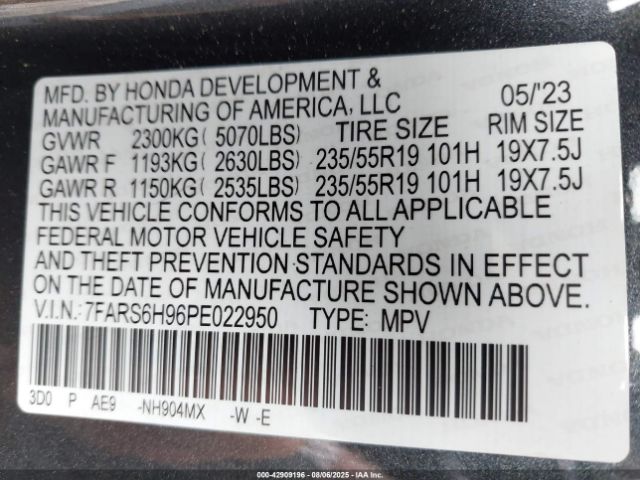 MFD. BY HONDA DEVELOPMENT &
MANUFACTURING OF AMERICA, LLC 05/'23
GVWR 2300KG( 5070LBS) TIRE SIZE RIM SIZE
GAWR F 1193KG( 2630LBS) 235/55R19 101H 19X7.5J
GAWR R 1150KG( 2535LBS) 235/55R19 101H 19X7.5J
THIS VEHICLE CONFORMS TO ALL APPLICABLE
FEDERAL MOTOR VEHICLE SAFETY
AND THEFT PREVENTION STANDARDS IN EFFECT
ON THE DATE OF MANUFACTURE SHOWN ABOVE.
V.I.N.:7FARS6H96PE022950 TYPE: MPV
3D0 P AE9 -NH904MX -W -E
000-42909196 - 08/06/2025 - IAAI.COM